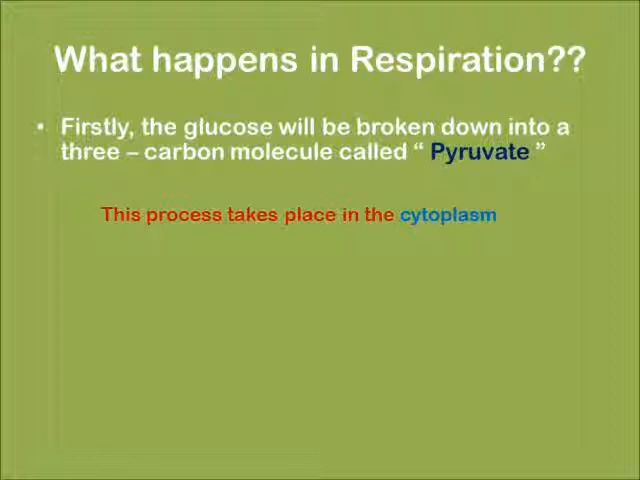 What happens in Respiration??
• Firstly, the glucose will be broken down into a
three – carbon molecule called “ Pyruvate ”
This process takes place in the cytoplasm